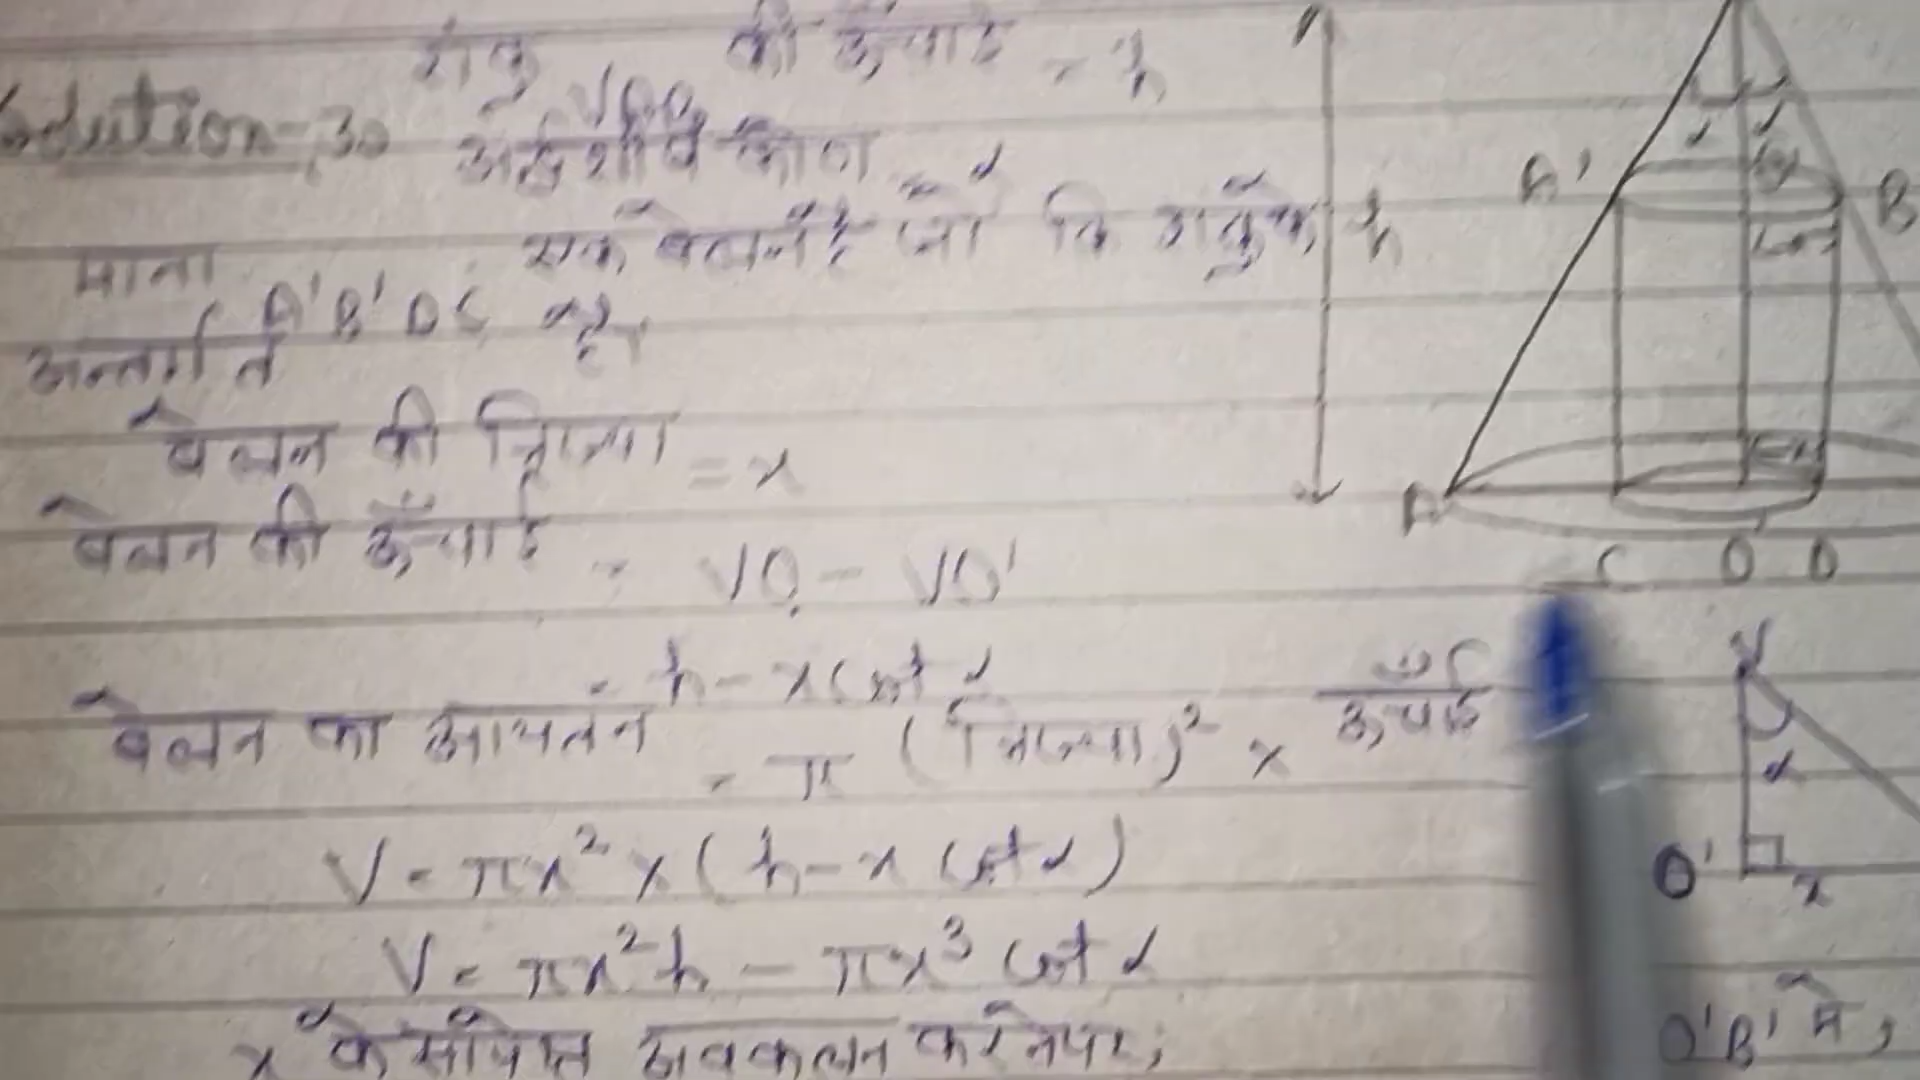 शंकु की ऊँचाई = h
Solution-30 अर्द्धशीर्ष कोण = α
माना A'B'DC एक बेलन है जो कि शंकु के
अन्तर्गत है,
बेलन की त्रिज्या = x
बेलन की ऊँचाई = VO - VO'
= h - x cot α
बेलन का आयतन = π (त्रिज्या)² × ऊँचाई
V = πx² × (h - x cot α)
V = πx²h - πx³ cot α
x के सापेक्ष अवकलन करने पर;
A'
B
h
α
A
C O D
V
α
O' x
O'B' में,